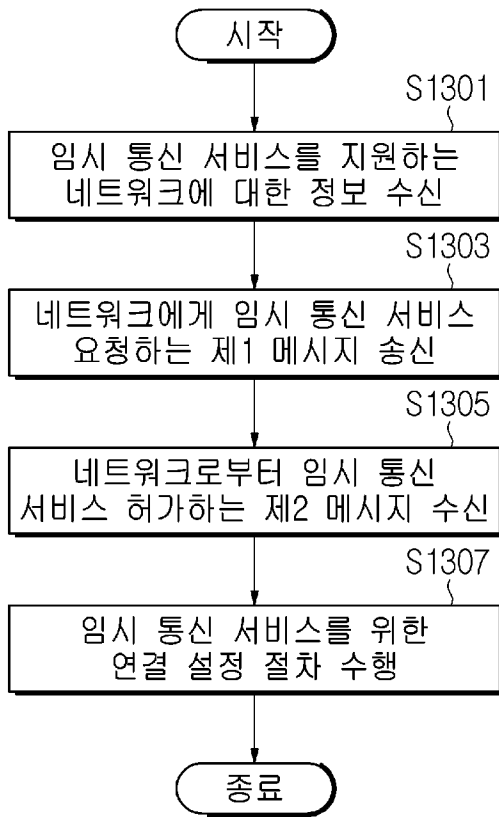 시작
S1301
임시 통신 서비스를 지원하는
네트워크에 대한 정보 수신
S1303
네트워크에게 임시 통신 서비스
요청하는 제1 메시지 송신
S1305
네트워크로부터 임시 통신
서비스 허가하는 제2 메시지 수신
S1307
임시 통신 서비스를 위한
연결 설정 절차 수행
종료